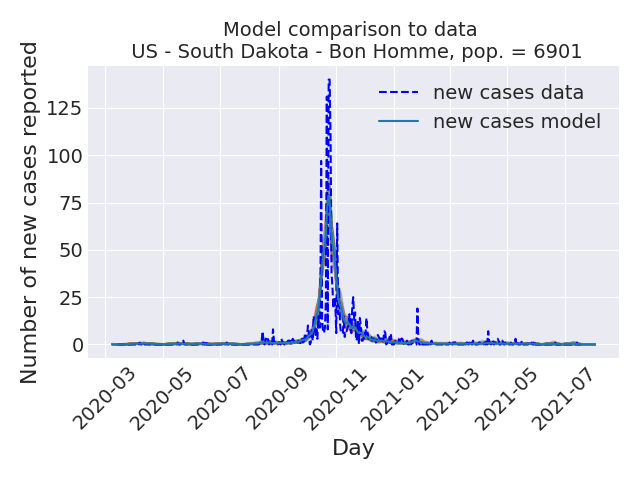 Model comparison to data
US - South Dakota - Bon Homme, pop. = 6901
Number of new cases reported
125
100
75
50
25
0
new cases data
new cases model
2020-03
2020-05
2020-07
2020-09
2020-11
2021-01
2021-03
2021-05
2021-07
Day